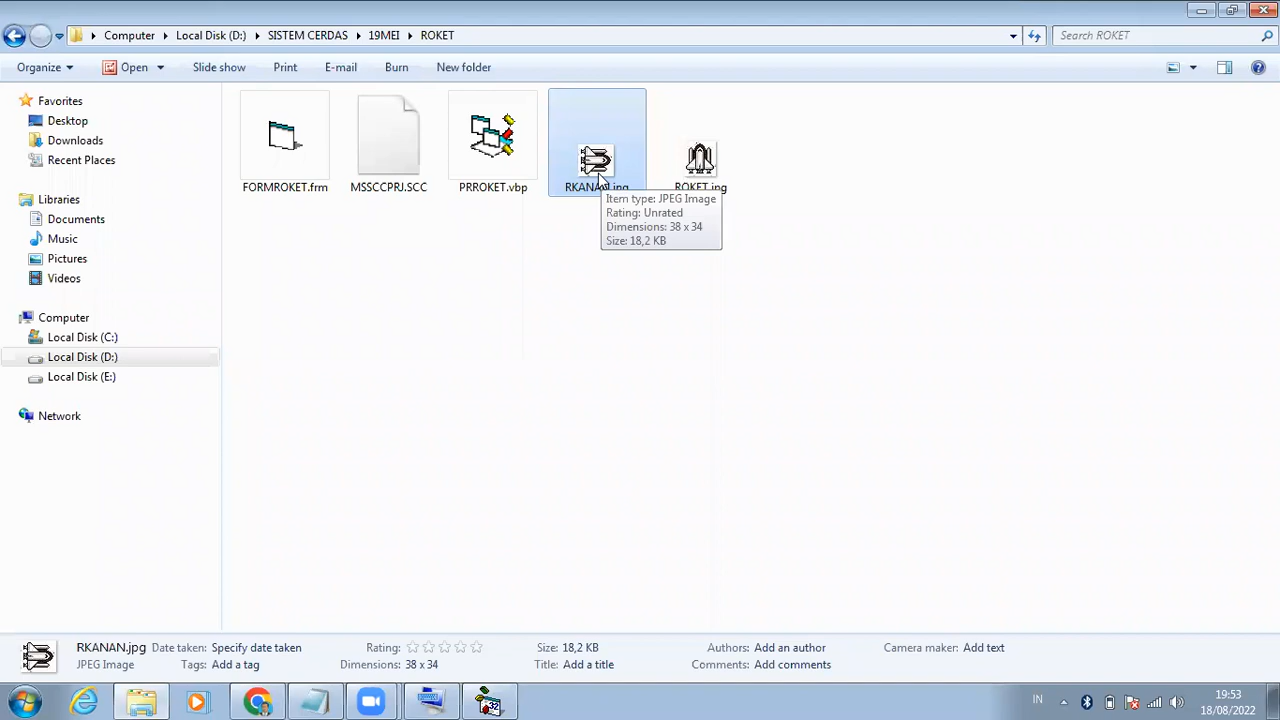 Computer Local Disk (D:) SISTEM CERDAS 19MEI ROKET
Search ROKET
Organize Open Slide show Print E-mail Burn New folder
Favorites
Desktop
Downloads
Recent Places
Libraries
Documents
Music
Pictures
Videos
Computer
Local Disk (C:)
Local Disk (D:)
Local Disk (E:)
Network
FORMROKET.frm MSSCCPRJ.SCC PRROKET.vbp RKANAN.jpg ROKET.jpg
Item type: JPEG Image
Rating: Unrated
Dimensions: 38 x 34
Size: 18,2 KB
RKANAN.jpg Date taken: Specify date taken Rating: Size: 18,2 KB Authors: Add an author Camera maker: Add text
JPEG Image Tags: Add a tag Dimensions: 38 x 34 Title: Add a title Comments: Add comments
32
IN
19:53
18/08/2022